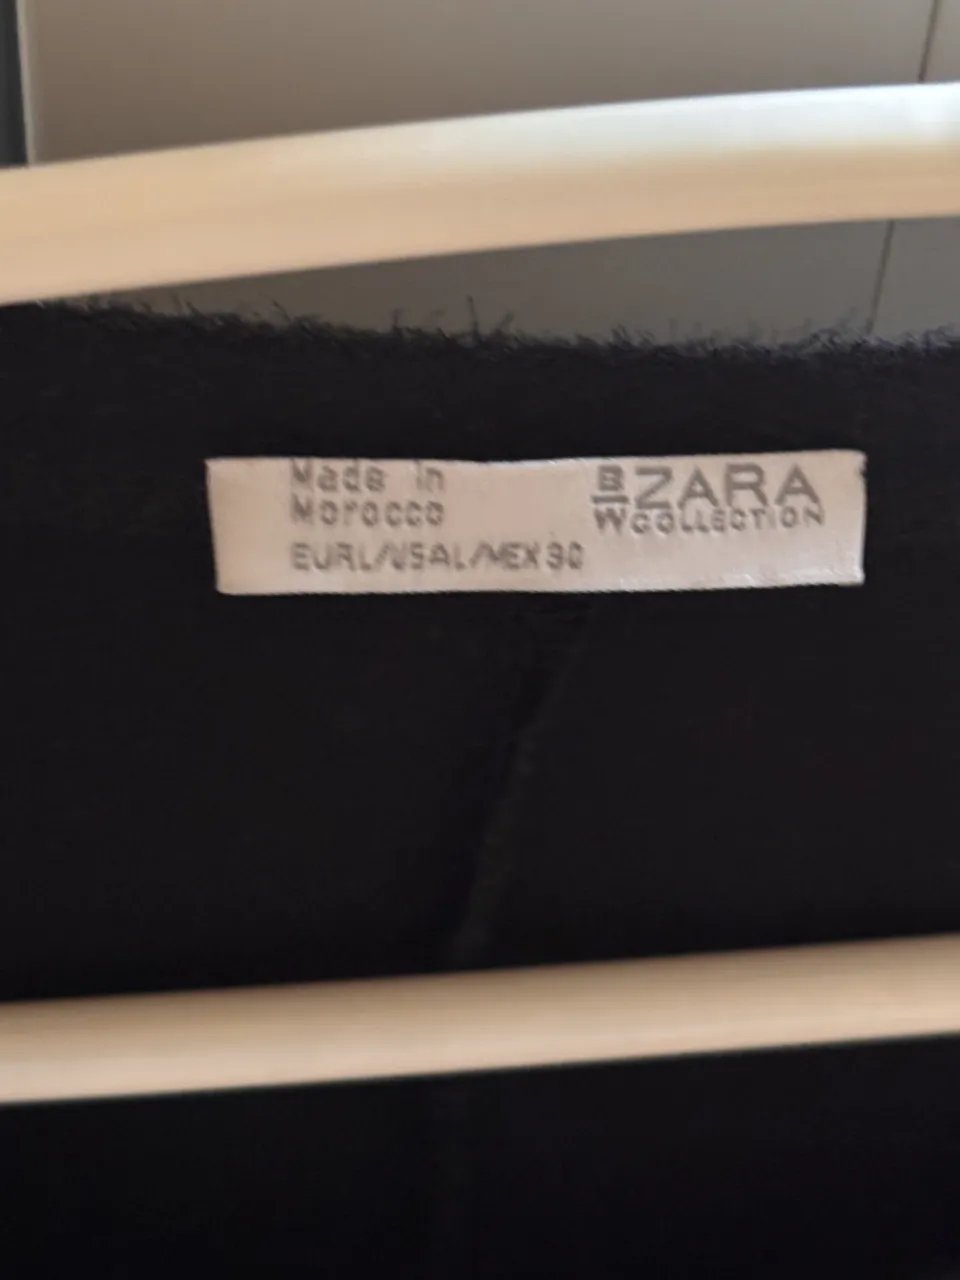 Made in
Morocco
EUR L/USA L/MEX 30
B
W
ZARA
COLLECTION